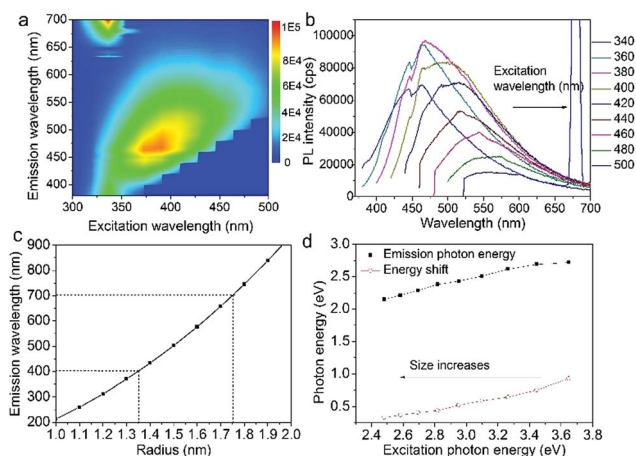 a
Emission wavelength (nm)
700
650
600
550
500
450
400
300 350 400 450 500
Excitation wavelength (nm)
1E5
8E4
6E4
4E4
2E4
0
PL intensity (cps)
b
PL intensity (cps)
100000
90000
80000
60000
40000
20000
0
400 450 500 550 600 700
Wavelength (nm)
Excitation
wavelength (nm)
340
360
380
400
420
440
460
480
500
c
Emission wavelength (nm)
900
800
700
600
500
400
300
200
1.0 1.1 1.2 1.3 1.4 1.5 1.6 1.7 1.8 1.9 2.0
Radius (nm)
d
Photon energy (eV)
3.0
2.5
2.0
1.5
1.0
0.5
2.4 2.6 2.8 3.0 3.2 3.4 3.6 3.8
Excitation photon energy (eV)
Emission photon energy
Energy shift
Size increases